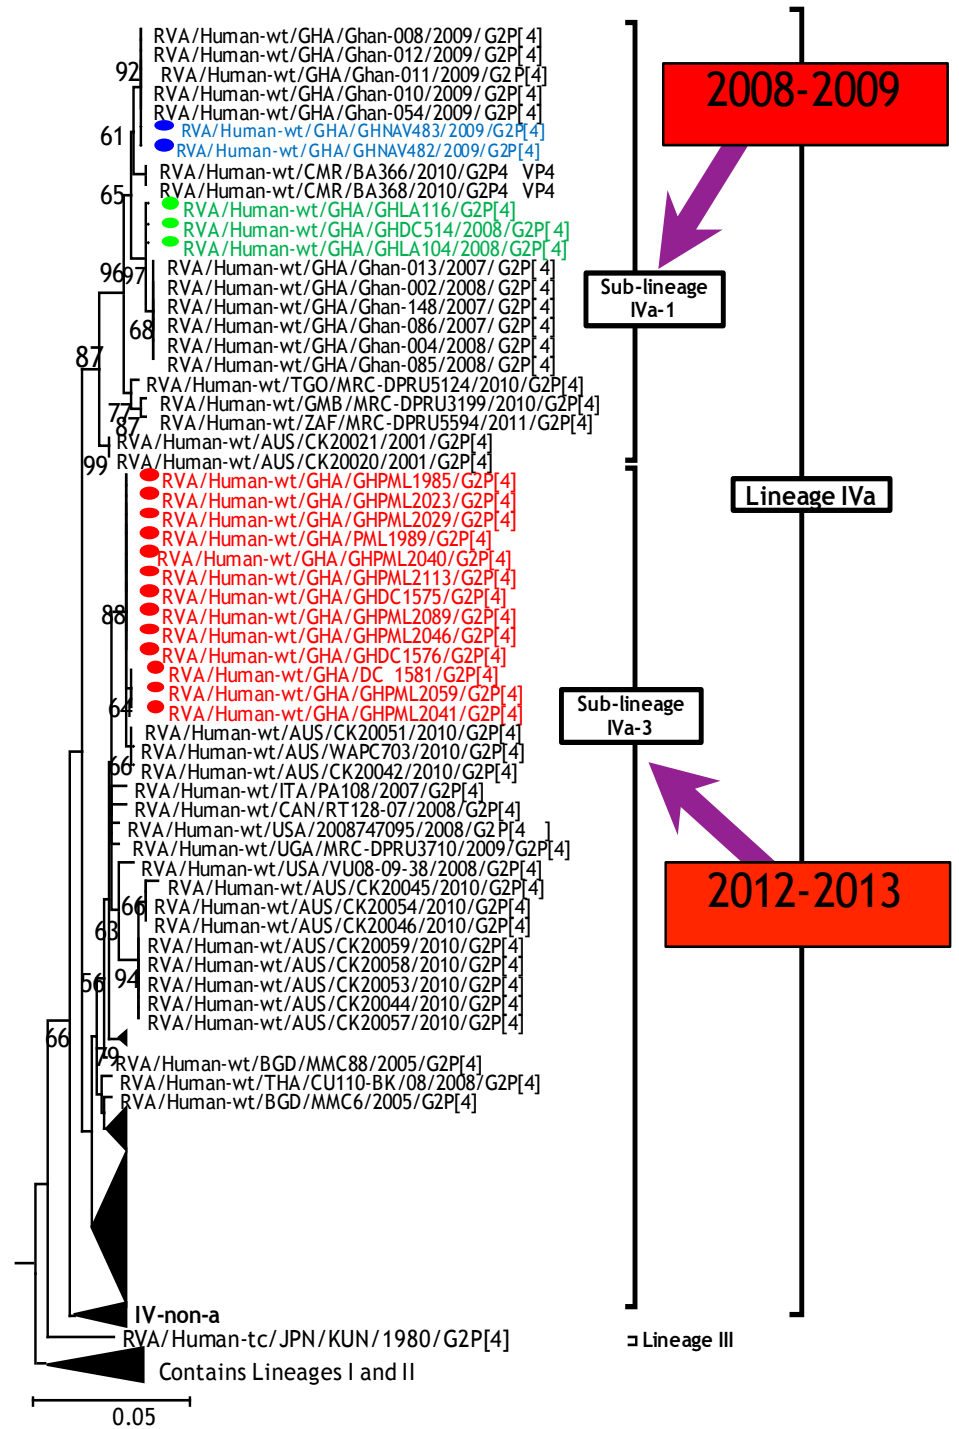 RVA/Human-wt/GHA/Ghan-008/2009/G2P[4]
RVA/Human-wt/GHA/Ghan-012/2009/G2P[4]
92
RVA/Human-wt/GHA/Ghan-011/2009/G2P[4]
RVA/Human-wt/GHA/Ghan-010/2009/G2P[4]
2008-2009
RVA/Human-wt/GHA/Ghan-054/2009/G2P[4]
61
RVA/Human-wt/GHA/GHNAV483/2009/G2P[4]
RVA/Human-wt/GHA/GHNAV482/2009/G2P[4]
RVA/Human-wt/CMR/BA366/2010/G2P4 VP4
RVA/Human-wt/CMR/BA368/2010/G2P4 VP4
65
RVA/Human-wt/GHA/GHLA116/G2P[4]
RVA/Human-wt/GHA/GHDC514/2008/G2P[4]
RVA/Human-wt/GHA/GHLA104/2008/G2P[4]
96
97
RVA/Human-wt/GHA/Ghan-013/2007/G2P[4]
RVA/Human-wt/GHA/Ghan-002/2008/G2P[4]
Sub-lineage
IVa-1
RVA/Human-wt/GHA/Ghan-148/2007/G2P[4]
68
RVA/Human-wt/GHA/Ghan-086/2007/G2P[4]
RVA/Human-wt/GHA/Ghan-004/2008/G2P[4]
87
RVA/Human-wt/GHA/Ghan-085/2008/G2P[4]
RVA/Human-wt/TGO/MRC-DPRU5124/2010/G2P[4]
77
RVA/Human-wt/GMB/MRC-DPRU3199/2010/G2P[4]
87
RVA/Human-wt/ZAF/MRC-DPRU5594/2011/G2P[4]
RVA/Human-wt/AUS/CK20021/2001/G2P[4]
99
RVA/Human-wt/AUS/CK20020/2001/G2P[4]
RVA/Human-wt/GHA/GHPML1985/G2P[4]
Lineage IVa
RVA/Human-wt/GHA/GHPML2023/G2P[4]
RVA/Human-wt/GHA/GHPML2029/G2P[4]
RVA/Human-wt/GHA/PML1989/G2P[4]
RVA/Human-wt/GHA/GHPML2040/G2P[4]
RVA/Human-wt/GHA/GHPML2113/G2P[4]
RVA/Human-wt/GHA/GHDC1575/G2P[4]
88
RVA/Human-wt/GHA/GHPML2089/G2P[4]
RVA/Human-wt/GHA/GHPML2046/G2P[4]
RVA/Human-wt/GHA/GHDC1576/G2P[4]
RVA/Human-wt/GHA/DC 1581/G2P[4]
RVA/Human-wt/GHA/GHPML2059/G2P[4]
64
RVA/Human-wt/GHA/GHPML2041/G2P[4]
Sub-lineage
IVa-3
RVA/Human-wt/AUS/CK20051/2010/G2P[4]
RVA/Human-wt/AUS/WAPC703/2010/G2P[4]
66
RVA/Human-wt/AUS/CK20042/2010/G2P[4]
RVA/Human-wt/ITA/PA108/2007/G2P[4]
RVA/Human-wt/CAN/RT128-07/2008/G2P[4]
RVA/Human-wt/USA/2008747095/2008/G2P[4 ]
RVA/Human-wt/UGA/MRC-DPRU3710/2009/G2P[4]
RVA/Human-wt/USA/VU08-09-38/2008/G2P[4]
2012-2013
RVA/Human-wt/AUS/CK20045/2010/G2P[4]
66
RVA/Human-wt/AUS/CK20054/2010/G2P[4]
63
RVA/Human-wt/AUS/CK20046/2010/G2P[4]
RVA/Human-wt/AUS/CK20059/2010/G2P[4]
RVA/Human-wt/AUS/CK20058/2010/G2P[4]
56
94
RVA/Human-wt/AUS/CK20053/2010/G2P[4]
RVA/Human-wt/AUS/CK20044/2010/G2P[4]
RVA/Human-wt/AUS/CK20057/2010/G2P[4]
66
79
RVA/Human-wt/BGD/MMC88/2005/G2P[4]
RVA/Human-wt/THA/CU110-BK/08/2008/G2P[4]
RVA/Human-wt/BGD/MMC6/2005/G2P[4]
IV-non-a
RVA/Human-tc/JPN/KUN/1980/G2P[4]
Lineage III
Contains Lineages I and II
0.05